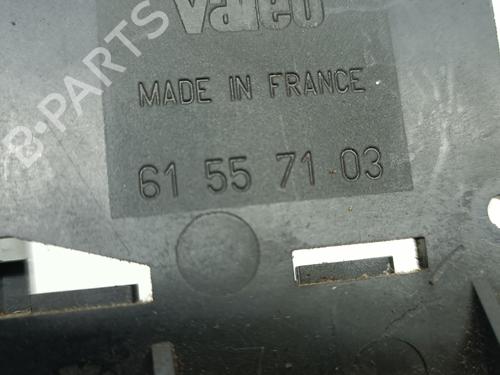 Valeo
MADE IN FRANCE
61 55 71 03
B-PARTS